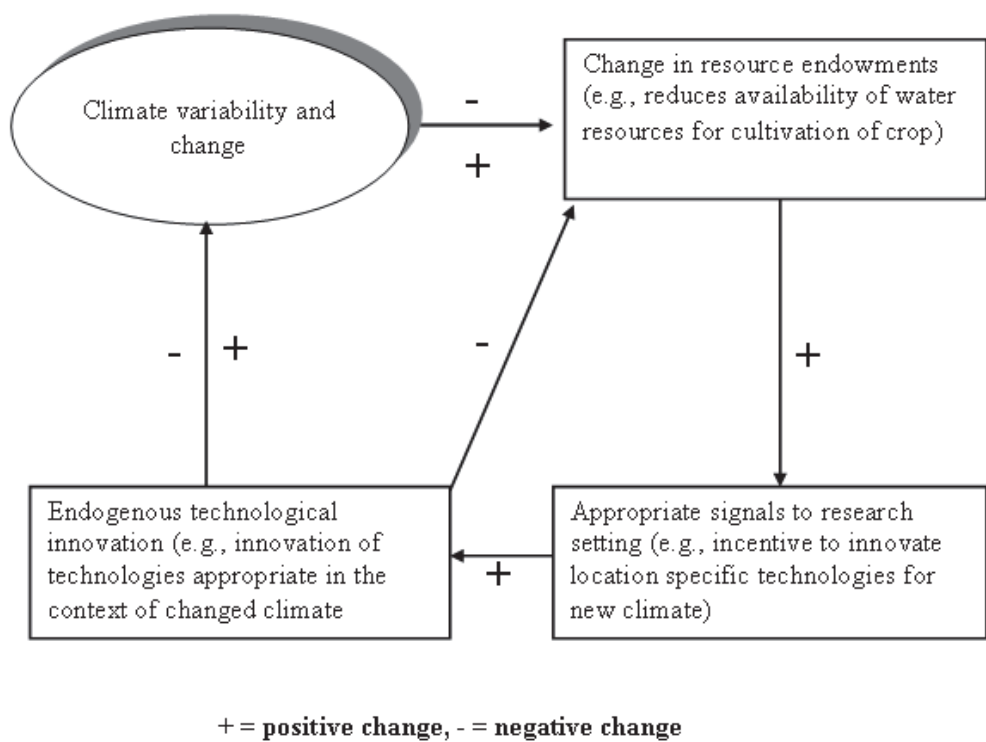 Climate variability and
change
-
+
Change in resource endowments
(e.g., reduces availability of water
resources for cultivation of crop)
-
+
-
+
Endogenous technological
innovation (e.g., innovation of
technologies appropriate in the
context of changed climate
+
Appropriate signals to research
setting (e.g., incentive to innovate
location specific technologies for
new climate)
+ = positive change, - = negative change